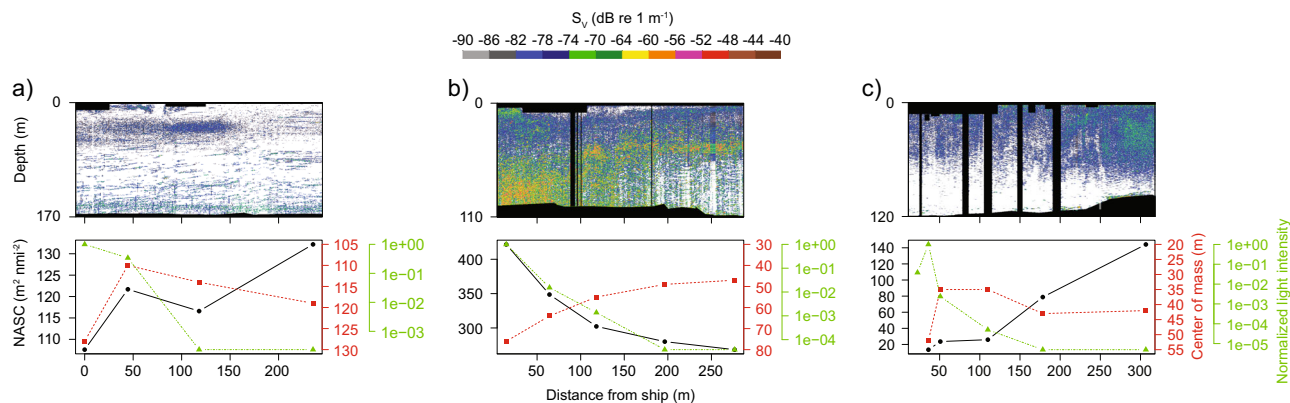 Sᵥ (dB re 1 m⁻¹)
-90 -86 -82 -78 -74 -70 -64 -60 -56 -52 -48 -44 -40
a)
b)
c)
Depth (m)
0
170
0
110
0
120
NASC (m² nmi⁻²)
130
120
110
105
110
115
120
125
130
1e+00
1e-01
1e-02
1e-03
0 50 100 150 200
400
350
300
30
40
50
60
70
80
1e+00
1e-01
1e-02
1e-03
1e-04
50 100 150 200 250
140
120
100
80
60
40
20
20
25
30
35
40
45
50
55
Center of mass (m)
1e+00
1e-01
1e-02
1e-03
1e-04
1e-05
Normalized light intensity
50 100 150 200 250 300
Distance from ship (m)